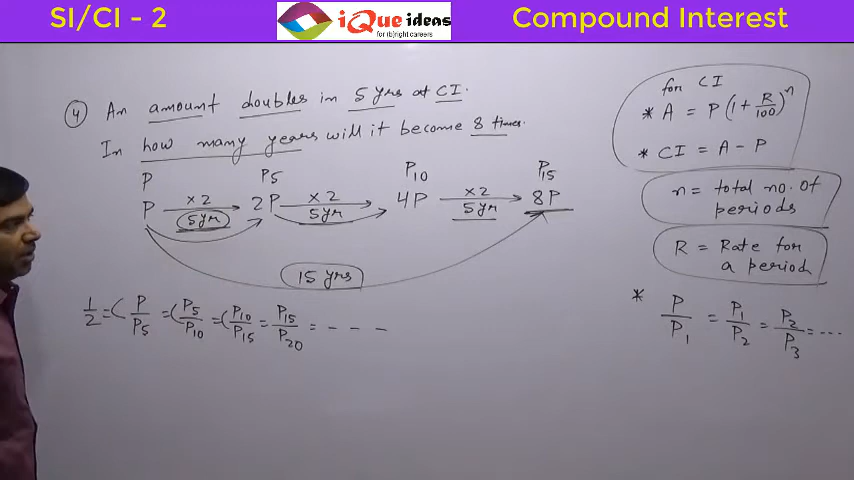 SI/CI - 2
iQue ideas
for (b)right careers
Compound Interest
4 An amount doubles in 5 yrs at CI.
In how many years will it become 8 times.
P P5 P10 P15
P ×2 5yr 2P ×2 5yr 4P ×2 5yr 8P
15 yrs
1/2 = P/P5 = P5/P10 = P10/P15 = P15/P20 = - - -
for CI
* A = P(1 + R/100)^n
* CI = A - P
n = total no. of
periods
R = Rate for
a period
* P/P1 = P1/P2 = P2/P3 = ...